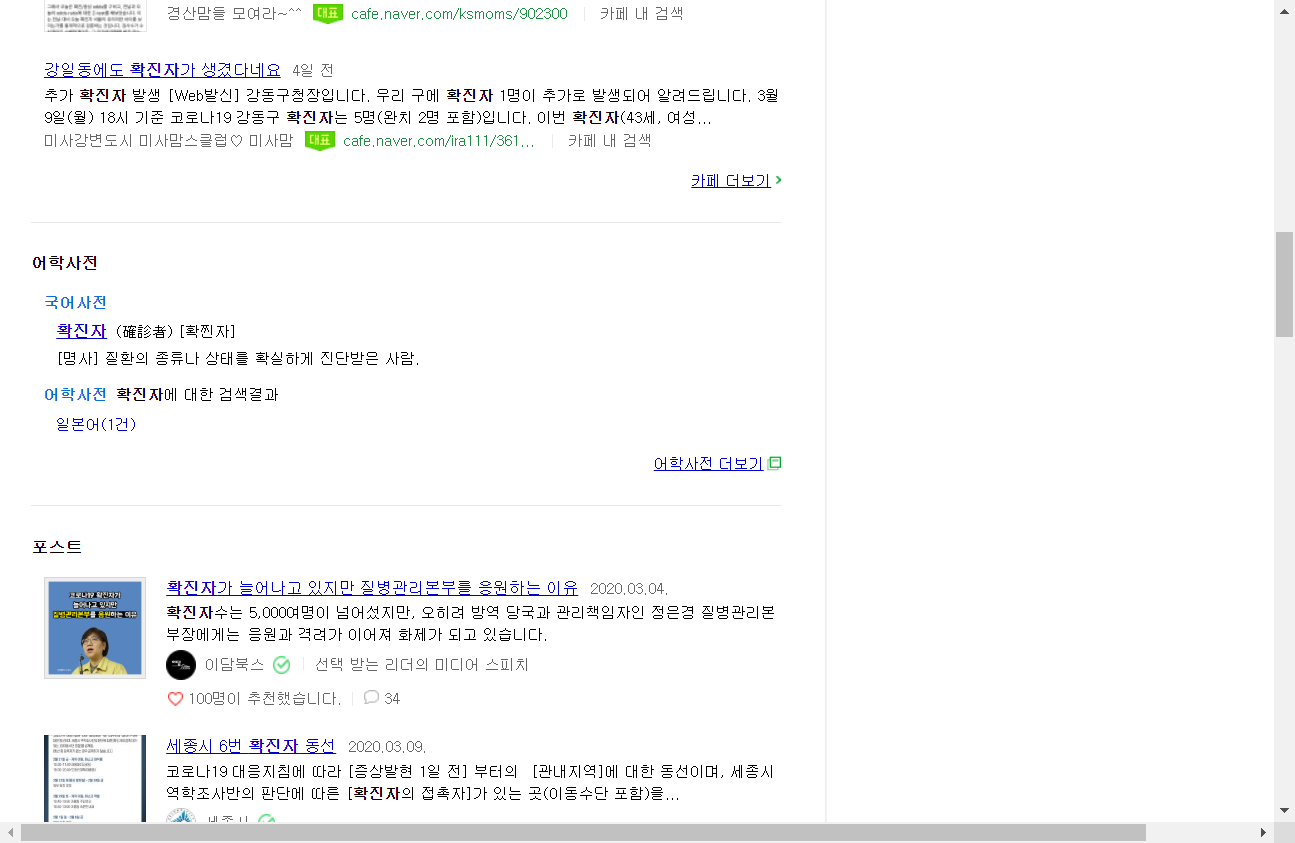 경산맘들 모여라~^^ 대표 cafe.naver.com/ksmoms/902300 카페 내 검색
강일동에도 확진자가 생겼다네요 4일 전
추가 확진자 발생 [Web발신] 강동구청장입니다. 우리 구에 확진자 1명이 추가로 발생되어 알려드립니다. 3월
9일(월) 18시 기준 코로나19 강동구 확진자는 5명(완치 2명 포함)입니다. 이번 확진자(43세, 여성...
미사강변도시 미사맘스클럽♡ 미사맘 대표 cafe.naver.com/ira111/361... 카페 내 검색
카페 더보기
어학사전
국어사전
확진자 (確診者) [확찐자]
[명사] 질환의 종류나 상태를 확실하게 진단받은 사람.
어학사전 확진자에 대한 검색결과
일본어(1건)
어학사전 더보기
포스트
코로나19 확진자가
늘어나고 있지만
질병관리본부를 응원하는 이유
확진자가 늘어나고 있지만 질병관리본부를 응원하는 이유 2020.03.04.
확진자수는 5,000여명이 넘어섰지만, 오히려 방역 당국과 관리책임자인 정은경 질병관리본
부장에게는 응원과 격려가 이어져 화제가 되고 있습니다.
이담북스 선택 받는 리더의 미디어 스피치
100명이 추천했습니다. 34
세종시 6번 확진자 동선 2020.03.09.
코로나19 대응지침에 따라 [증상발현 1일 전] 부터의 [관내지역]에 대한 동선이며, 세종시
역학조사반의 판단에 따른 [확진자의 접촉자]가 있는 곳(이동수단 포함)을...
세종시